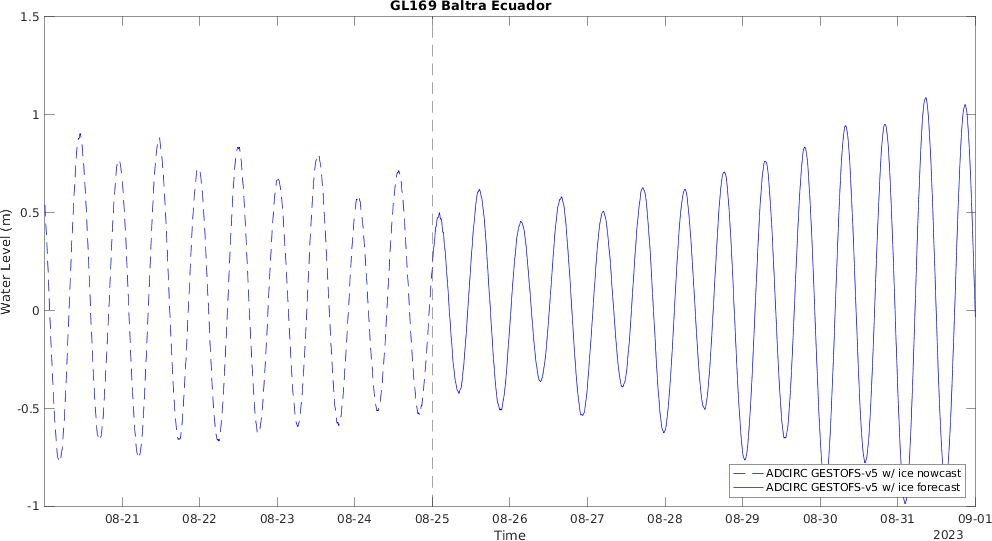 GL169 Baltra Ecuador
1.5
1
0.5
0
-0.5
-1
Water Level (m)
ADCIRC GESTOFS-v5 w/ ice nowcast
ADCIRC GESTOFS-v5 w/ ice forecast
08-21 08-22 08-23 08-24 08-25 08-26 08-27 08-28 08-29 08-30 08-31 09-01
Time
2023